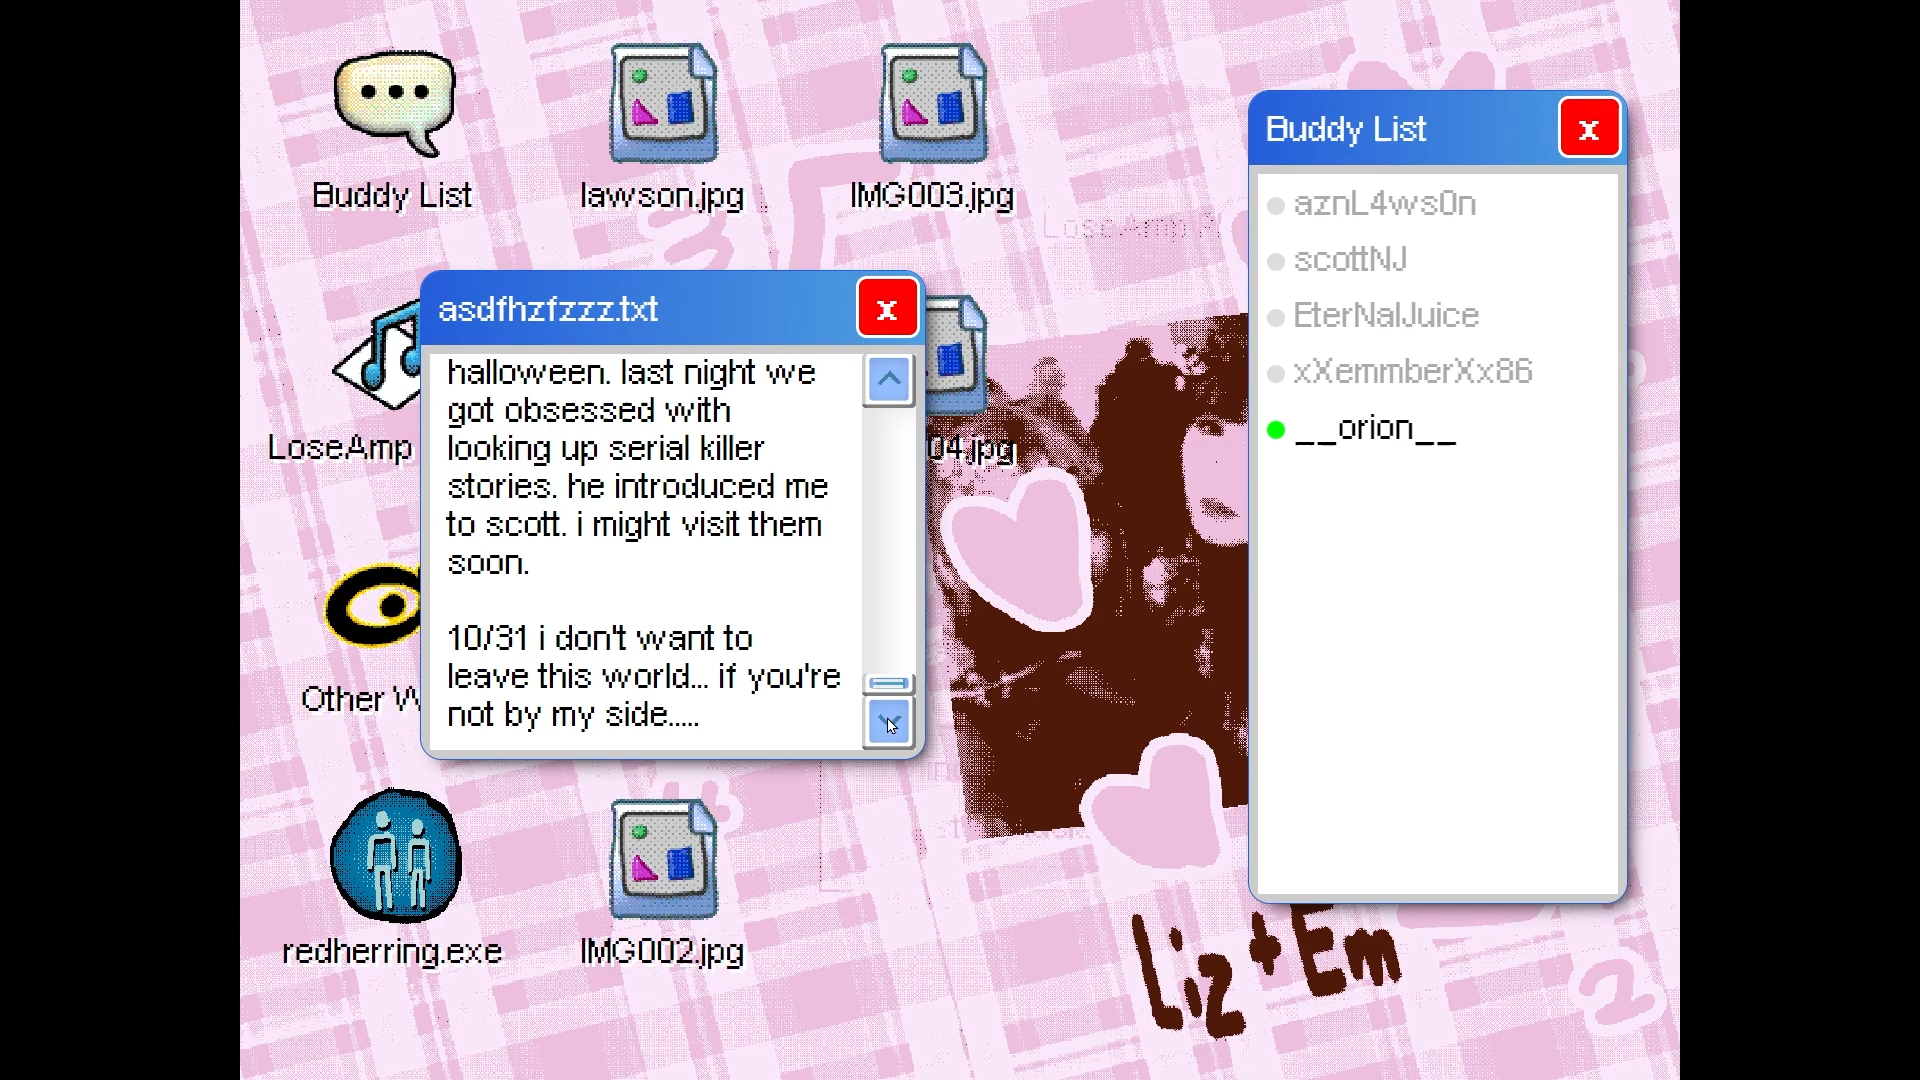 Buddy List
lawson.jpg
IMG003.jpg
LoseAmp
04.jpg
Other W
redherring.exe
IMG002.jpg
LoseAmp
asdfhzfzzz.txt
x
halloween. last night we
got obsessed with
looking up serial killer
stories. he introduced me
to scott. i might visit them
soon.
10/31 i don't want to
leave this world... if you're
not by my side.....
Buddy List
x
aznL4ws0n
scottNJ
EterNalJuice
xXemmberXx86
__orion__
Liz + Em
2